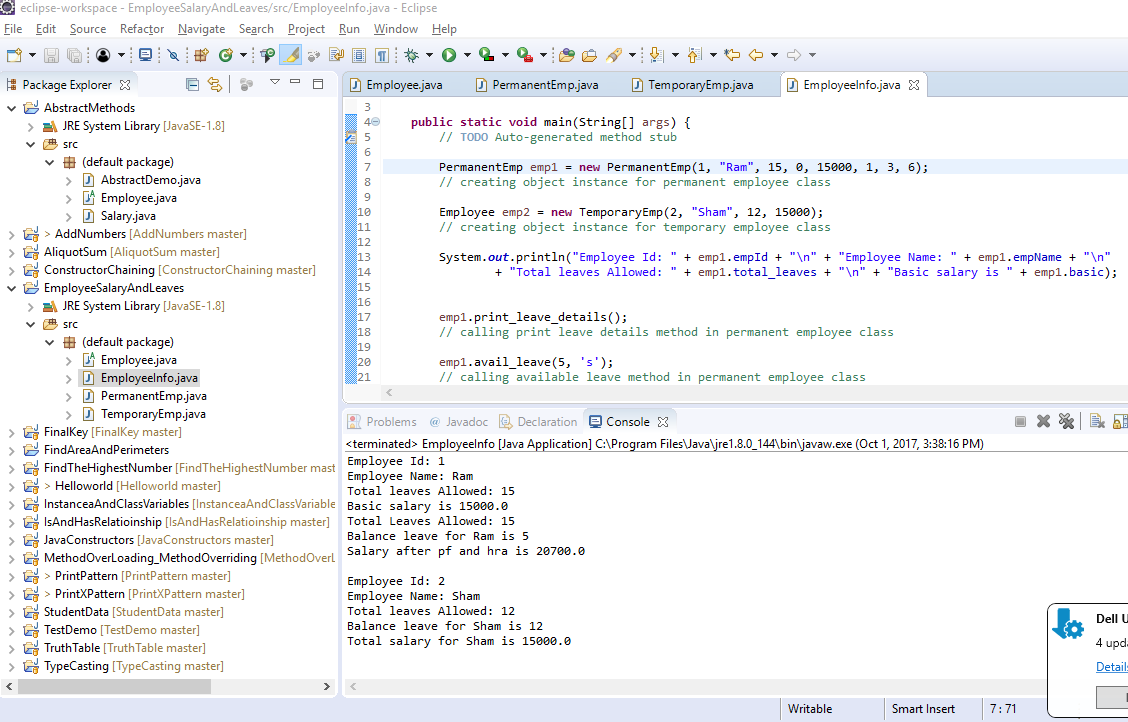 eclipse-workspace - EmployeeSalaryAndLeaves/src/EmployeeInfo.java - Eclipse
File Edit Source Refactor Navigate Search Project Run Window Help
Package Explorer
AbstractMethods
JRE System Library [JavaSE-1.8]
src
(default package)
AbstractDemo.java
Employee.java
Salary.java
> AddNumbers [AddNumbers master]
AliquotSum [AliquotSum master]
ConstructorChaining [ConstructorChaining master]
EmployeeSalaryAndLeaves
JRE System Library [JavaSE-1.8]
src
(default package)
Employee.java
EmployeeInfo.java
PermanentEmp.java
TemporaryEmp.java
FinalKey [FinalKey master]
FindAreaAndPerimeters
FindTheHighestNumber [FindTheHighestNumber mast
> Helloworld [Helloworld master]
InstanceaAndClassVariables [InstanceaAndClassVariable
IsAndHasRelatioinship [IsAndHasRelatioinship master]
JavaConstructors [JavaConstructors master]
MethodOverLoading_MethodOverriding [MethodOverL
> PrintPattern [PrintPattern master]
> PrintXPattern [PrintXPattern master]
StudentData [StudentData master]
TestDemo [TestDemo master]
TruthTable [TruthTable master]
TypeCasting [TypeCasting master]
Employee.java PermanentEmp.java TemporaryEmp.java EmployeeInfo.java
3
4 public static void main(String[] args) {
5 // TODO Auto-generated method stub
6
7 PermanentEmp emp1 = new PermanentEmp(1, "Ram", 15, 0, 15000, 1, 3, 6);
8 // creating object instance for permanent employee class
9
10 Employee emp2 = new TemporaryEmp(2, "Sham", 12, 15000);
11 // creating object instance for temporary employee class
12
13 System.out.println("Employee Id: " + emp1.empId + "\n" + "Employee Name: " + emp1.empName + "\n"
14 + "Total leaves Allowed: " + emp1.total_leaves + "\n" + "Basic salary is " + emp1.basic);
15
16
17 emp1.print_leave_details();
18 // calling print leave details method in permanent employee class
19
20 emp1.avail_leave(5, 's');
21 // calling available leave method in permanent employee class
Problems @ Javadoc Declaration Console
<terminated> EmployeeInfo [Java Application] C:\Program Files\Java\jre1.8.0_144\bin\javaw.exe (Oct 1, 2017, 3:38:16 PM)
Employee Id: 1
Employee Name: Ram
Total leaves Allowed: 15
Basic salary is 15000.0
Total Leaves Allowed: 15
Balance leave for Ram is 5
Salary after pf and hra is 20700.0
Employee Id: 2
Employee Name: Sham
Total leaves Allowed: 12
Balance leave for Sham is 12
Total salary for Sham is 15000.0
Dell U
4 upda
Details
Writable Smart Insert 7 : 71